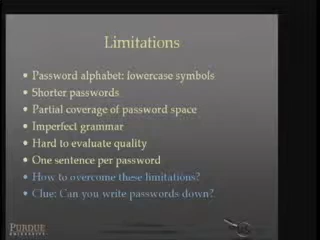 Limitations
Password alphabet: lowercase symbols
Shorter passwords
Partial coverage of password space
Imperfect grammar
Hard to evaluate quality
One sentence per password
How to overcome these limitations?
Clue: Can you write passwords down?
PURDUE
UNIVERSITY